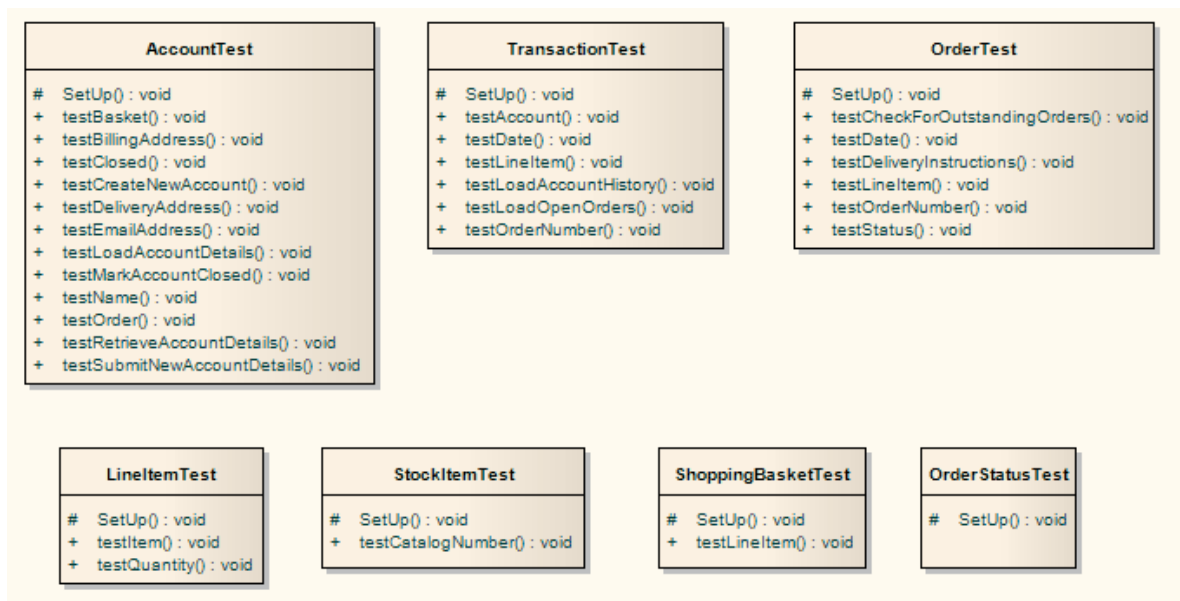 AccountTest
# SetUp() : void
+ testBasket() : void
+ testBillingAddress() : void
+ testClosed() : void
+ testCreateNewAccount() : void
+ testDeliveryAddress() : void
+ testEmailAddress() : void
+ testLoadAccountDetails() : void
+ testMarkAccountClosed() : void
+ testName() : void
+ testOrder() : void
+ testRetrieveAccountDetails() : void
+ testSubmitNewAccountDetails() : void
TransactionTest
# SetUp() : void
+ testAccount() : void
+ testDate() : void
+ testLineItem() : void
+ testLoadAccountHistory() : void
+ testLoadOpenOrders() : void
+ testOrderNumber() : void
OrderTest
# SetUp() : void
+ testCheckForOutstandingOrders() : void
+ testDate() : void
+ testDeliveryInstructions() : void
+ testLineItem() : void
+ testOrderNumber() : void
+ testStatus() : void
LineItemTest
# SetUp() : void
+ testItem() : void
+ testQuantity() : void
StockItemTest
# SetUp() : void
+ testCatalogNumber() : void
ShoppingBasketTest
# SetUp() : void
+ testLineItem() : void
OrderStatusTest
# SetUp() : void